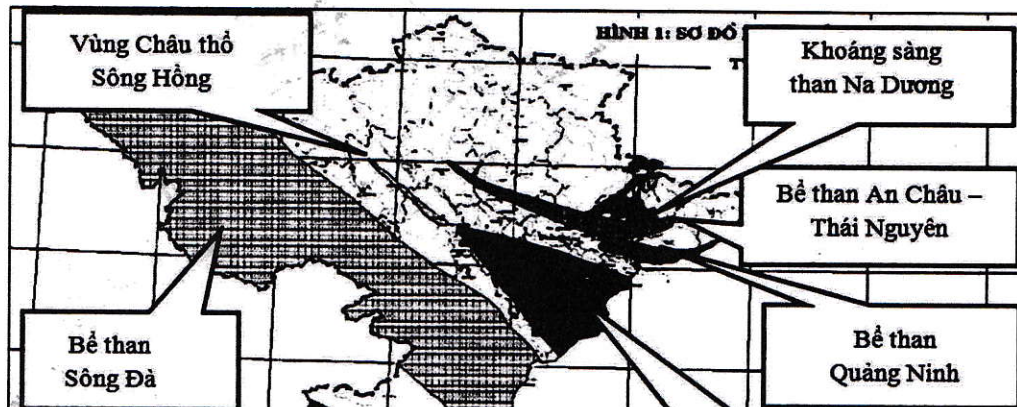 HÌNH 1: SƠ ĐỒ
Vùng Châu thổ
Sông Hồng
Khoáng sàng
than Na Dương
Bể than An Châu –
Thái Nguyên
Bể than
Sông Đà
Bể than
Quảng Ninh